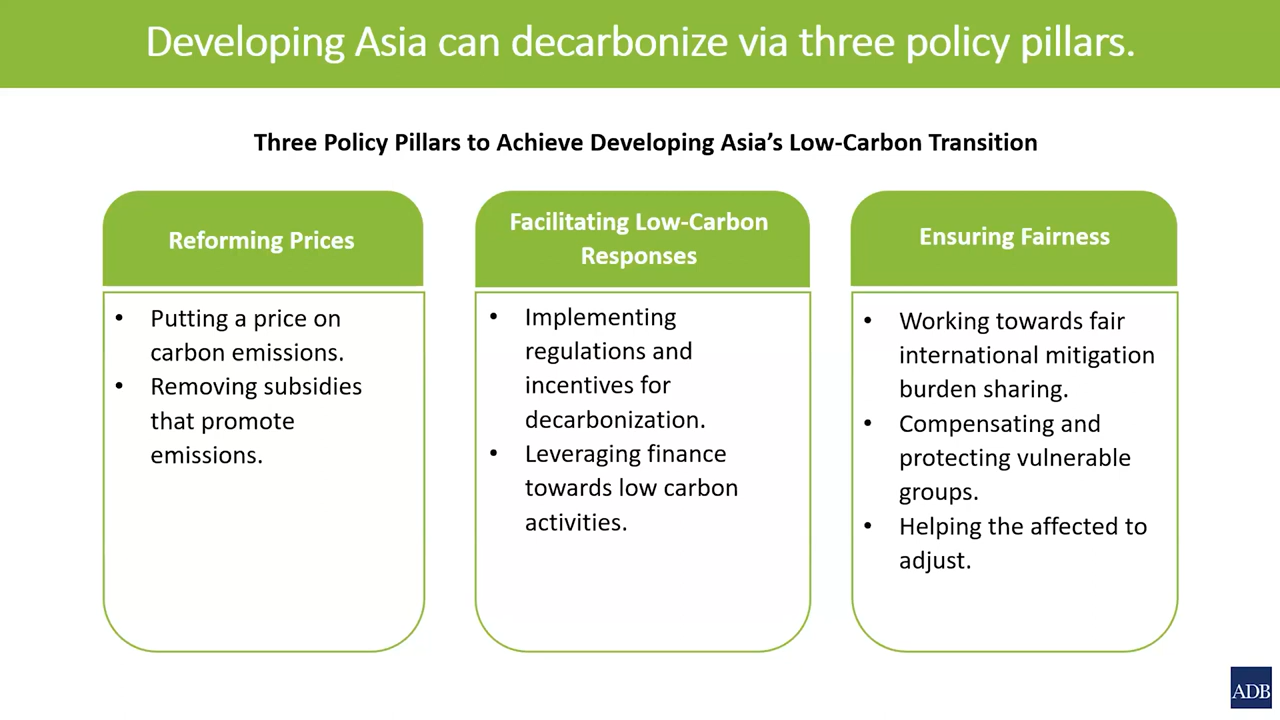 Developing Asia can decarbonize via three policy pillars.
Three Policy Pillars to Achieve Developing Asia’s Low-Carbon Transition
Reforming Prices
• Putting a price on
carbon emissions.
• Removing subsidies
that promote
emissions.
Facilitating Low-Carbon
Responses
• Implementing
regulations and
incentives for
decarbonization.
• Leveraging finance
towards low carbon
activities.
Ensuring Fairness
• Working towards fair
international mitigation
burden sharing.
• Compensating and
protecting vulnerable
groups.
• Helping the affected to
adjust.
ADB